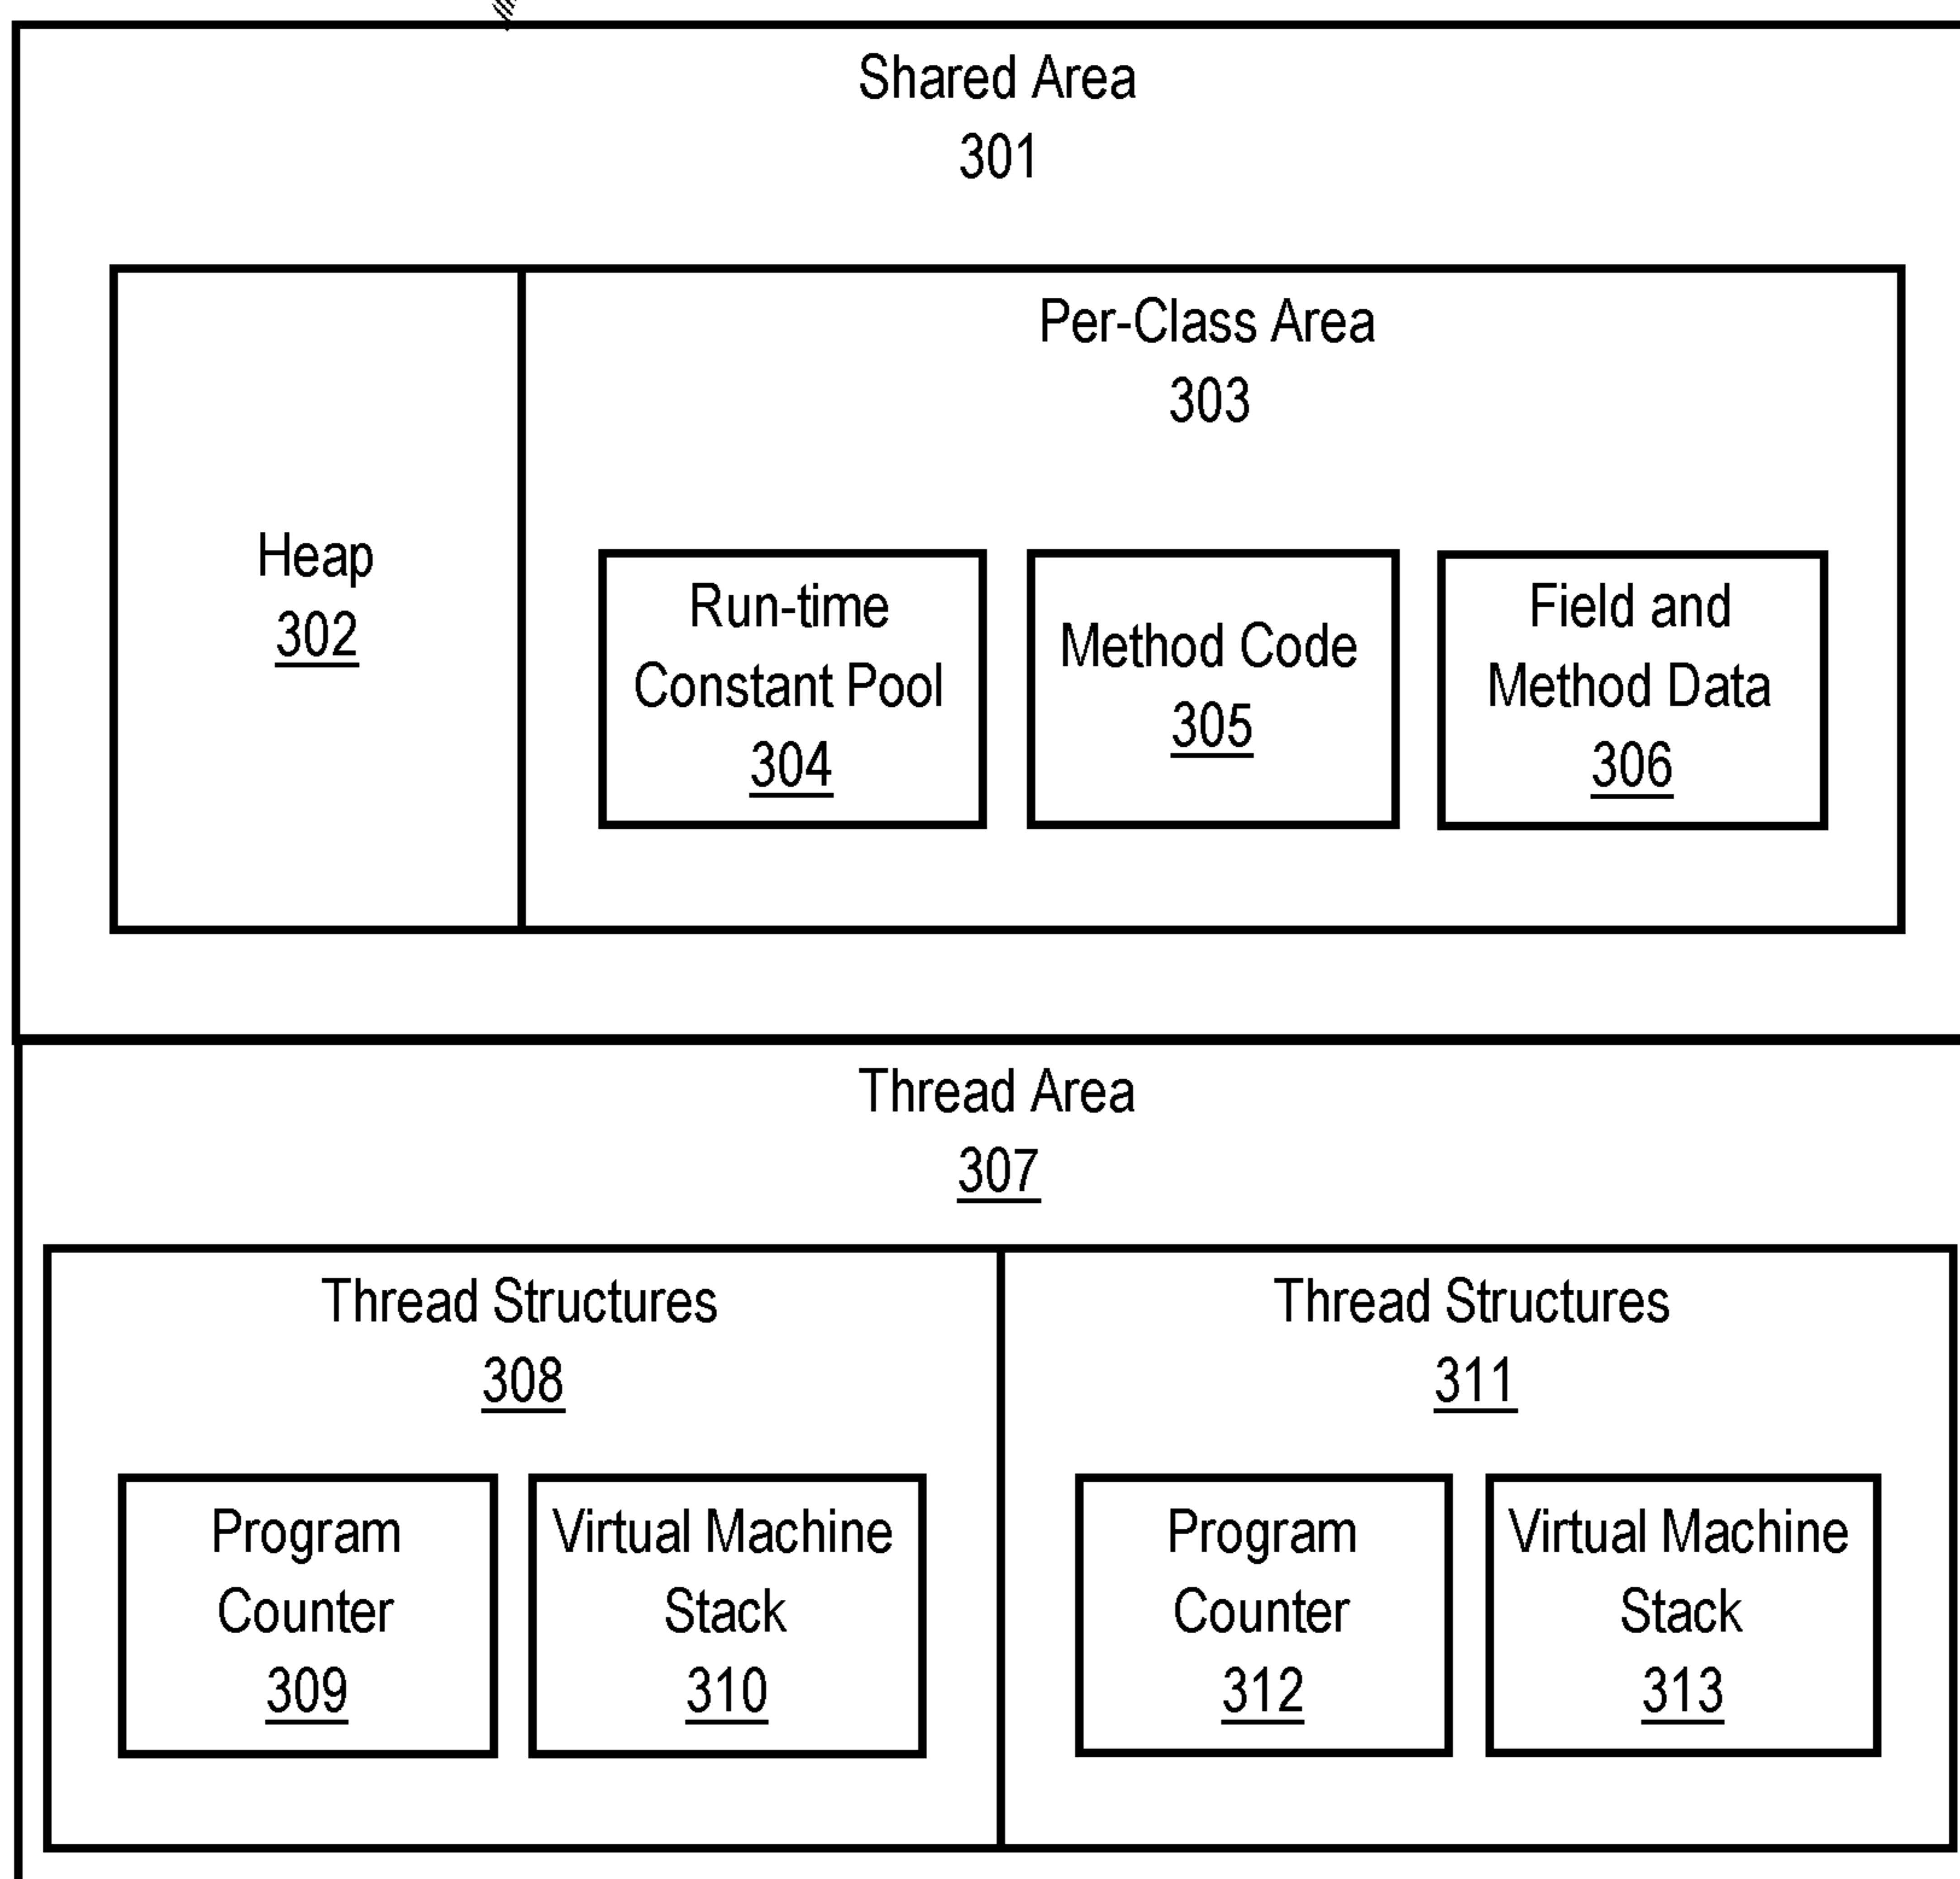 Shared Area
301
Heap
302
Per-Class Area
303
Run-time
Constant Pool
304
Method Code
305
Field and
Method Data
306
Thread Area
307
Thread Structures
308
Program
Counter
309
Virtual Machine
Stack
310
Thread Structures
311
Program
Counter
312
Virtual Machine
Stack
313